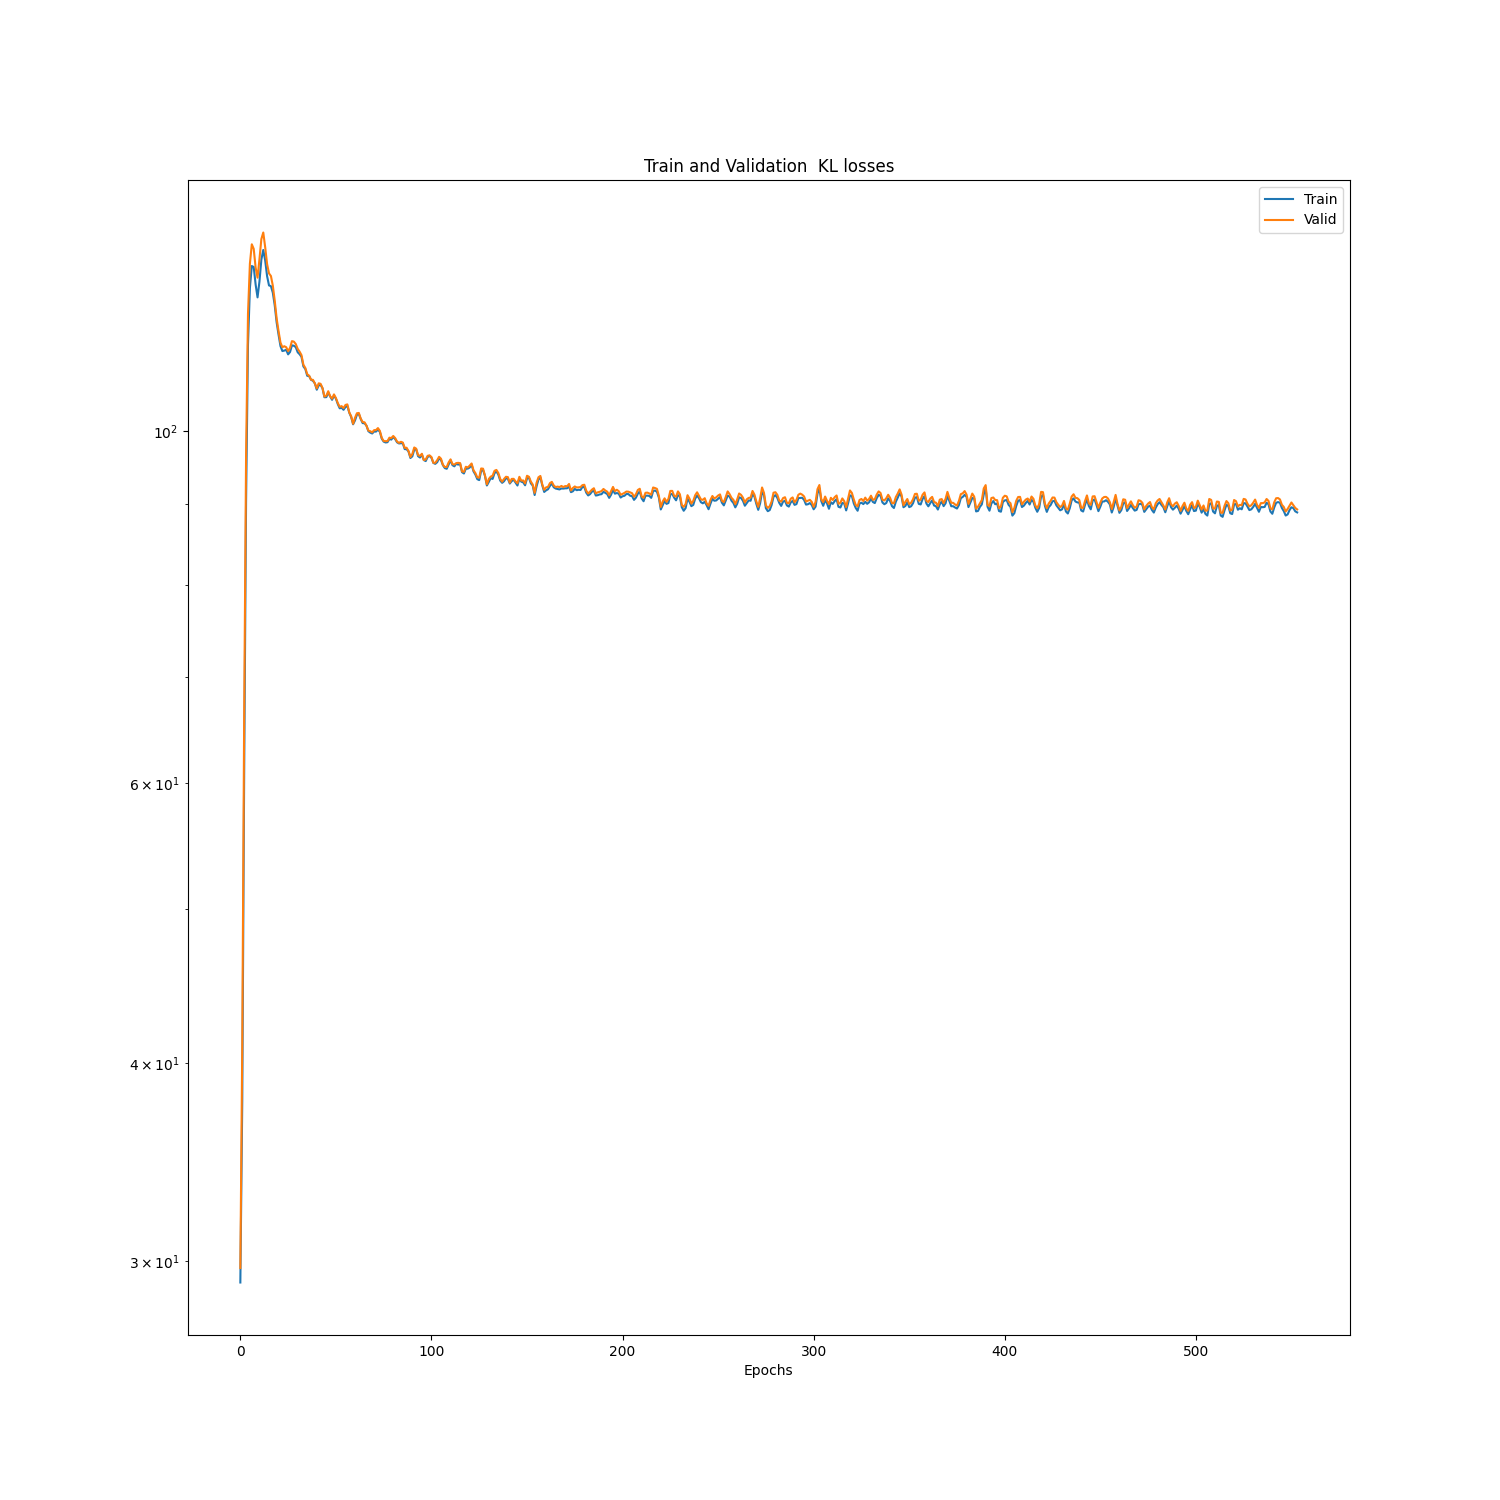 Train and Validation  KL losses
Train
Valid
10²
6 × 10¹
4 × 10¹
3 × 10¹
0 100 200 300 400 500
Epochs